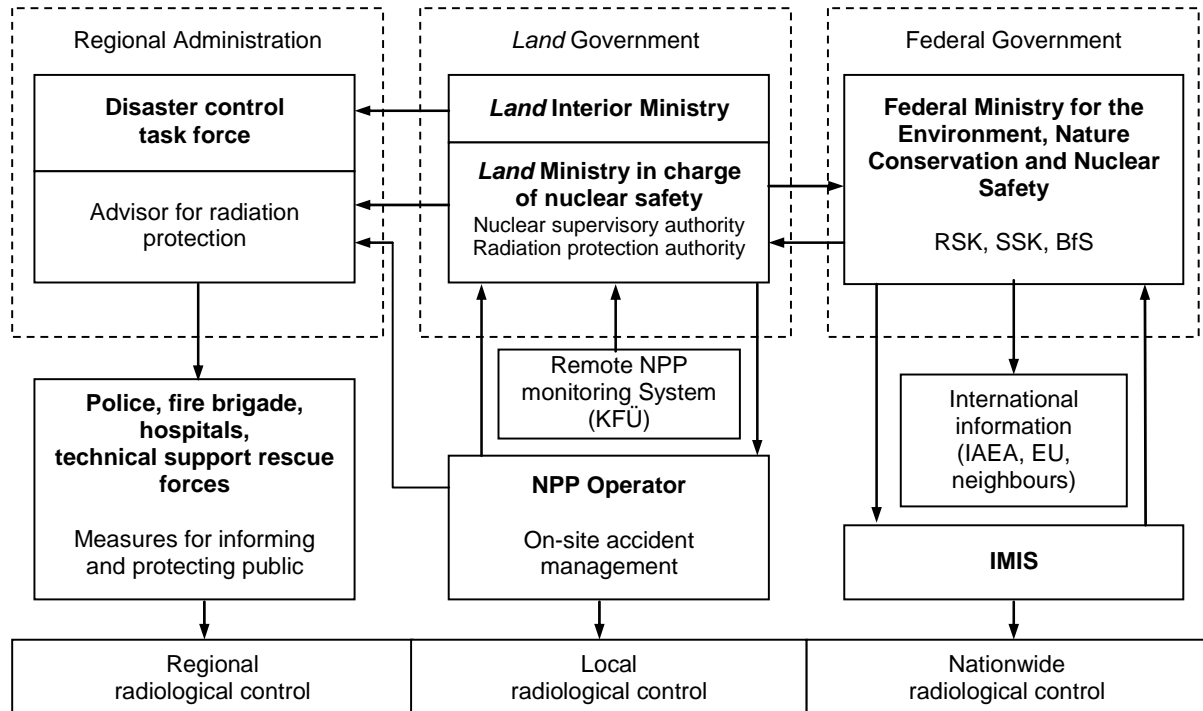 Regional Administration
Disaster control
task force
Advisor for radiation
protection
Police, fire brigade,
hospitals,
technical support rescue
forces
Measures for informing
and protecting public
Regional
radiological control
Land Government
Land Interior Ministry
Land Ministry in charge
of nuclear safety
Nuclear supervisory authority
Radiation protection authority
Remote NPP
monitoring System
(KFÜ)
NPP Operator
On-site accident
management
Local
radiological control
Federal Government
Federal Ministry for the
Environment, Nature
Conservation and Nuclear
Safety
RSK, SSK, BfS
International
information
(IAEA, EU,
neighbours)
IMIS
Nationwide
radiological control